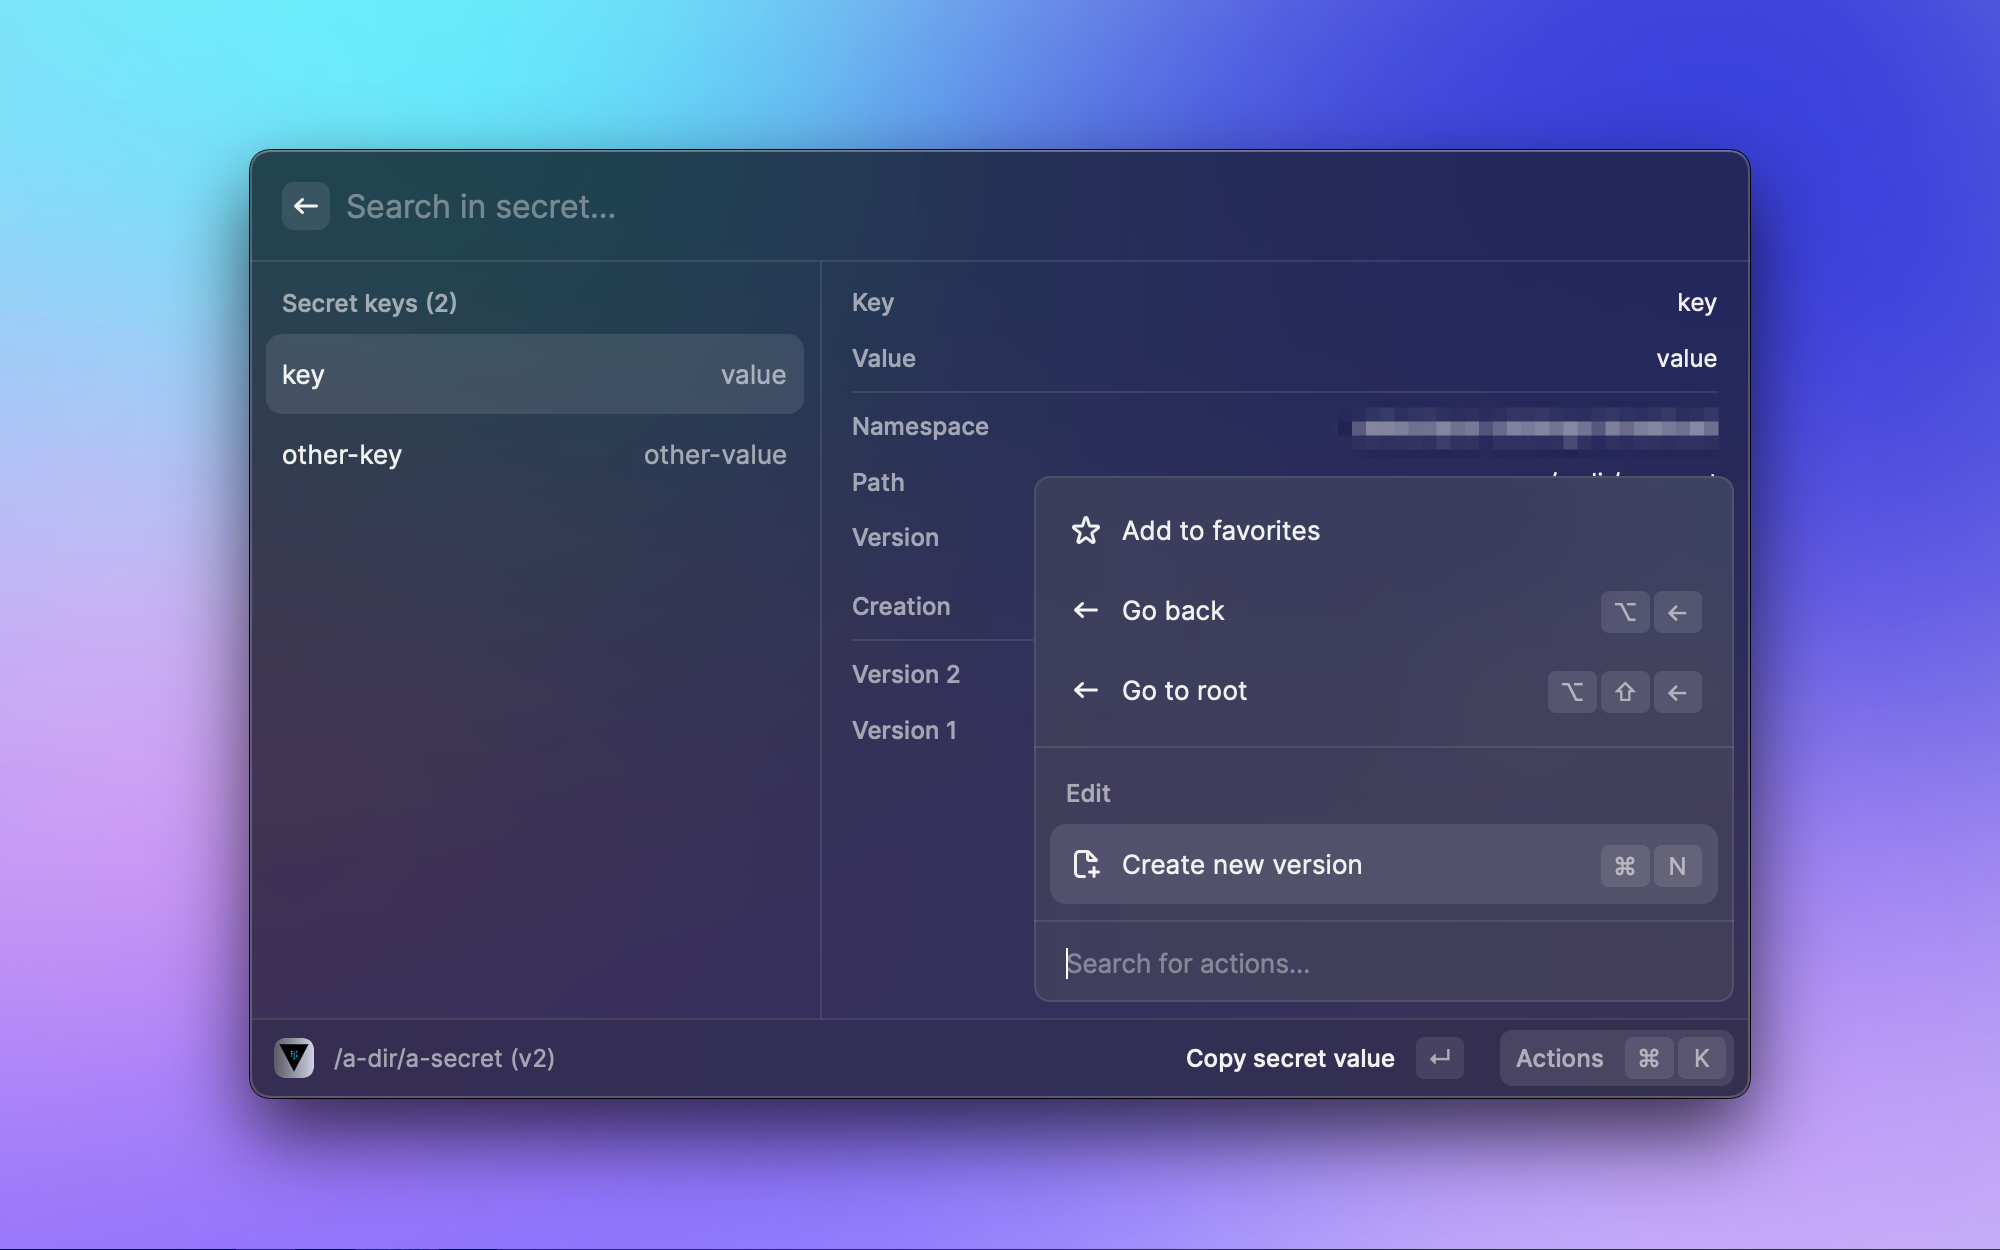 Search in secret...
Secret keys (2)
key value
other-key other-value
Key key
Value value
Namespace
Path
Version
Creation
Version 2
Version 1
Add to favorites
Go back ⌥ ←
Go to root ⌥ ⇧ ←
Edit
Create new version ⌘ N
Search for actions...
/a-dir/a-secret (v2)
Copy secret value ↵
Actions ⌘ K